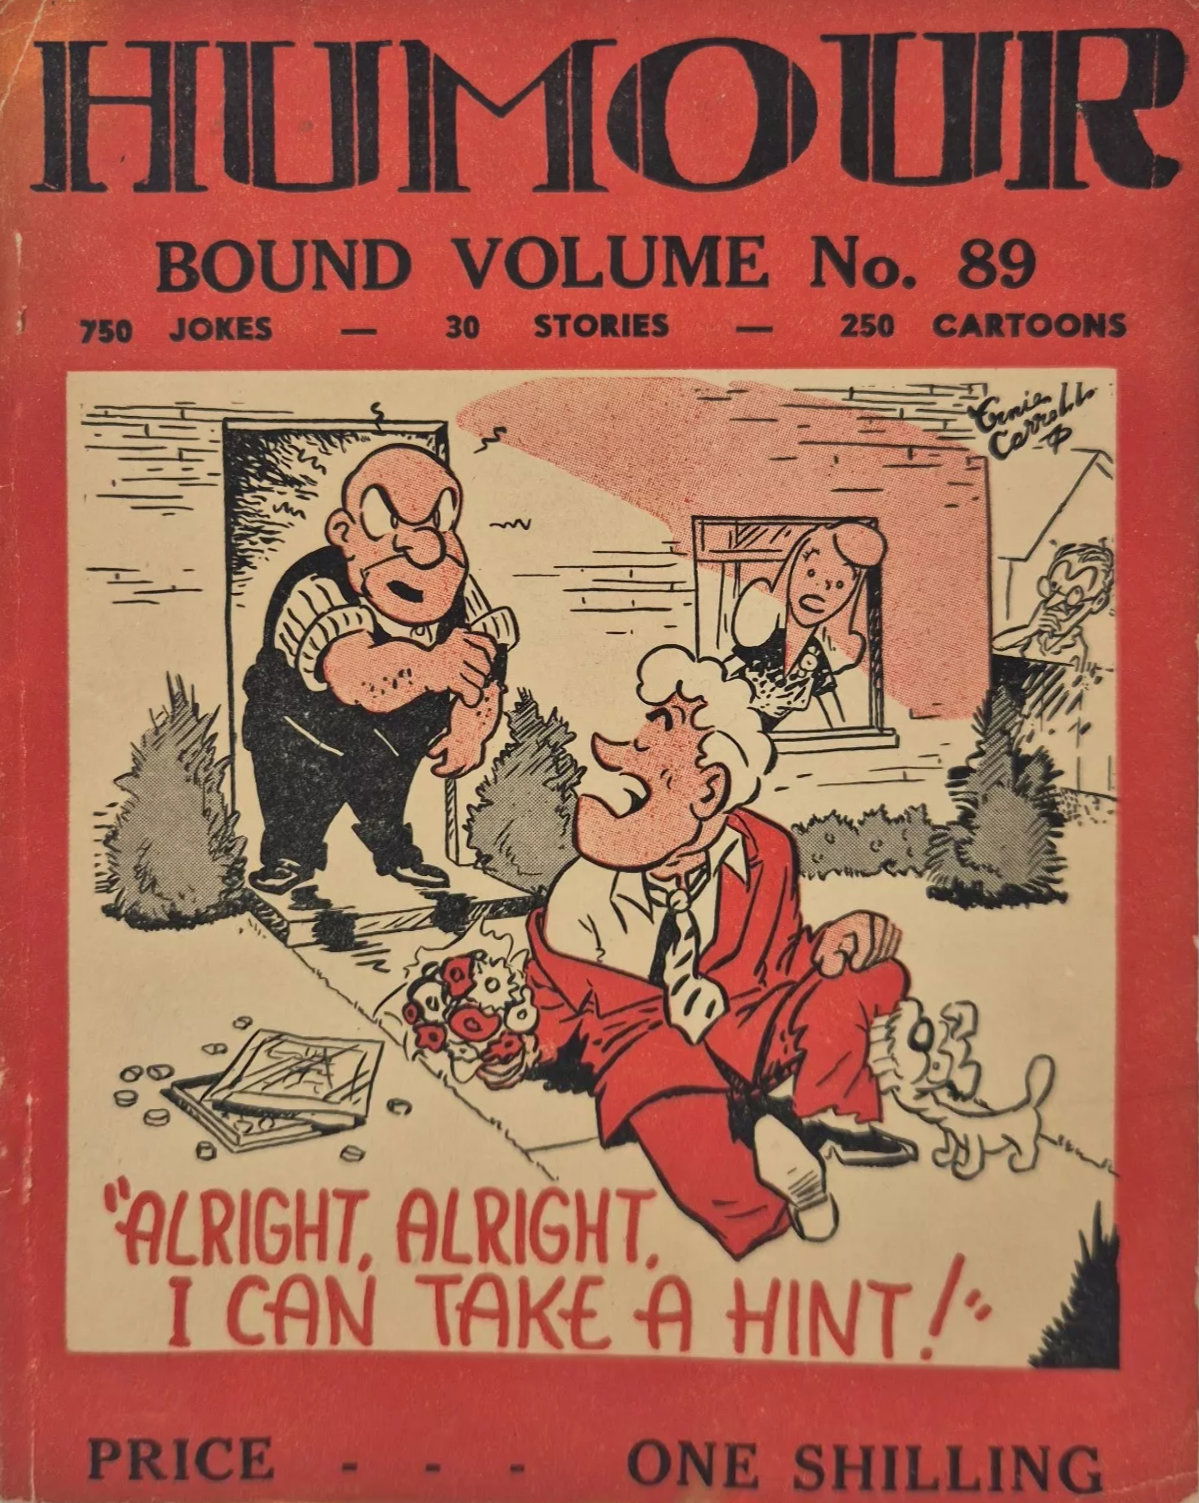 HUMOUR
BOUND VOLUME No. 89
750 JOKES — 30 STORIES — 250 CARTOONS
Ernie
Carroll
"ALRIGHT, ALRIGHT,
I CAN TAKE A HINT!"
PRICE - - - ONE SHILLING